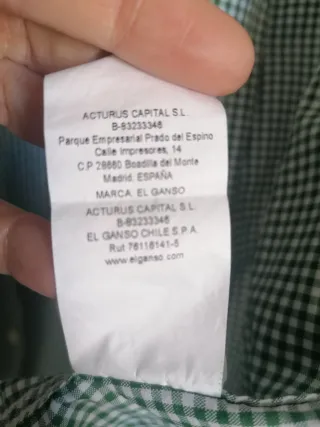 ACTURUS CAPITAL S.L.
B-83233346
Parque Empresarial Prado del Espino
Calle Impresores, 14
C.P 28660 Boadilla del Monte
Madrid. ESPAÑA
MARCA. EL GANSO
ACTURUS CAPITAL S.L.
B-83233346
EL GANSO CHILE S.P.A.
Rut 76116141-5
www.elganso.com